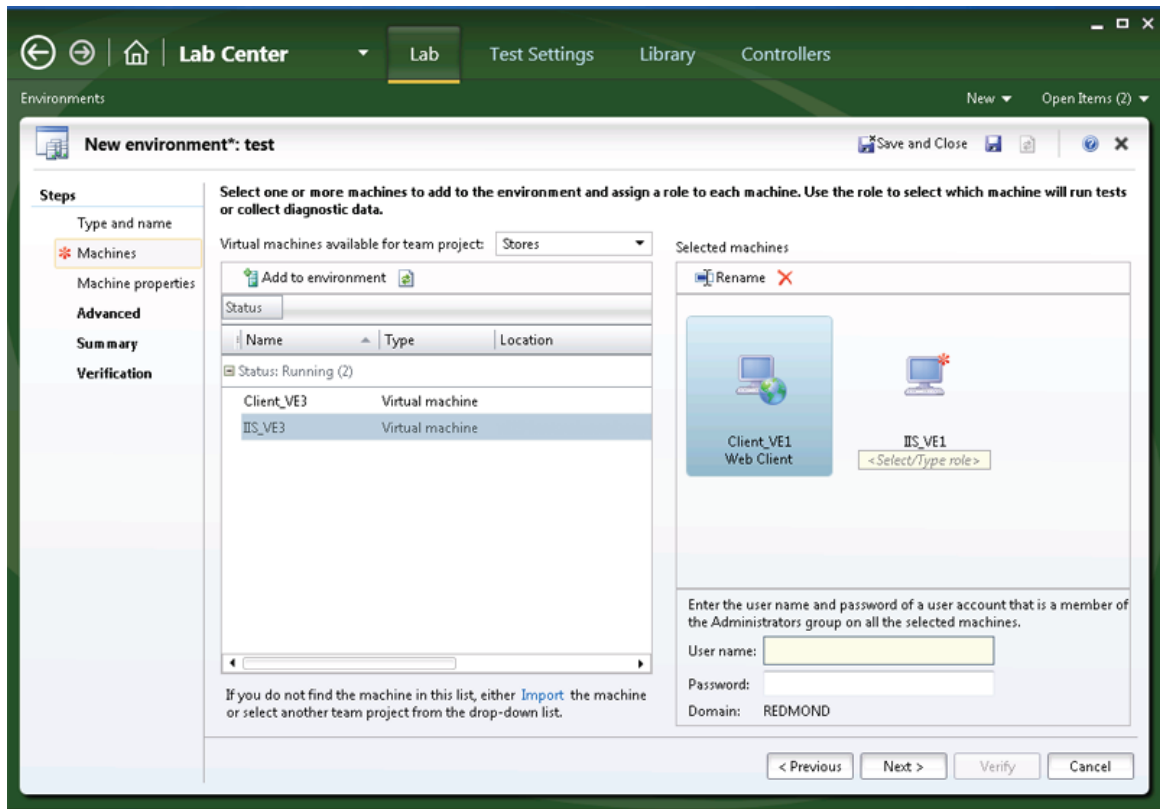 Lab Center
Lab
Test Settings
Library
Controllers
Environments
New
Open Items (2)
New environment*: test
Save and Close
Steps
Type and name
Machines
Machine properties
Advanced
Summary
Verification
Select one or more machines to add to the environment and assign a role to each machine. Use the role to select which machine will run tests
or collect diagnostic data.
Virtual machines available for team project: Stores
Add to environment
Status
Name Type Location
Status: Running (2)
Client_VE3 Virtual machine
IIS_VE3 Virtual machine
If you do not find the machine in this list, either Import the machine
or select another team project from the drop-down list.
Selected machines
Rename
Client_VE1
Web Client
IIS_VE1
<Select/Type role>
Enter the user name and password of a user account that is a member of
the Administrators group on all the selected machines.
User name:
Password:
Domain: REDMOND
< Previous
Next >
Verify
Cancel